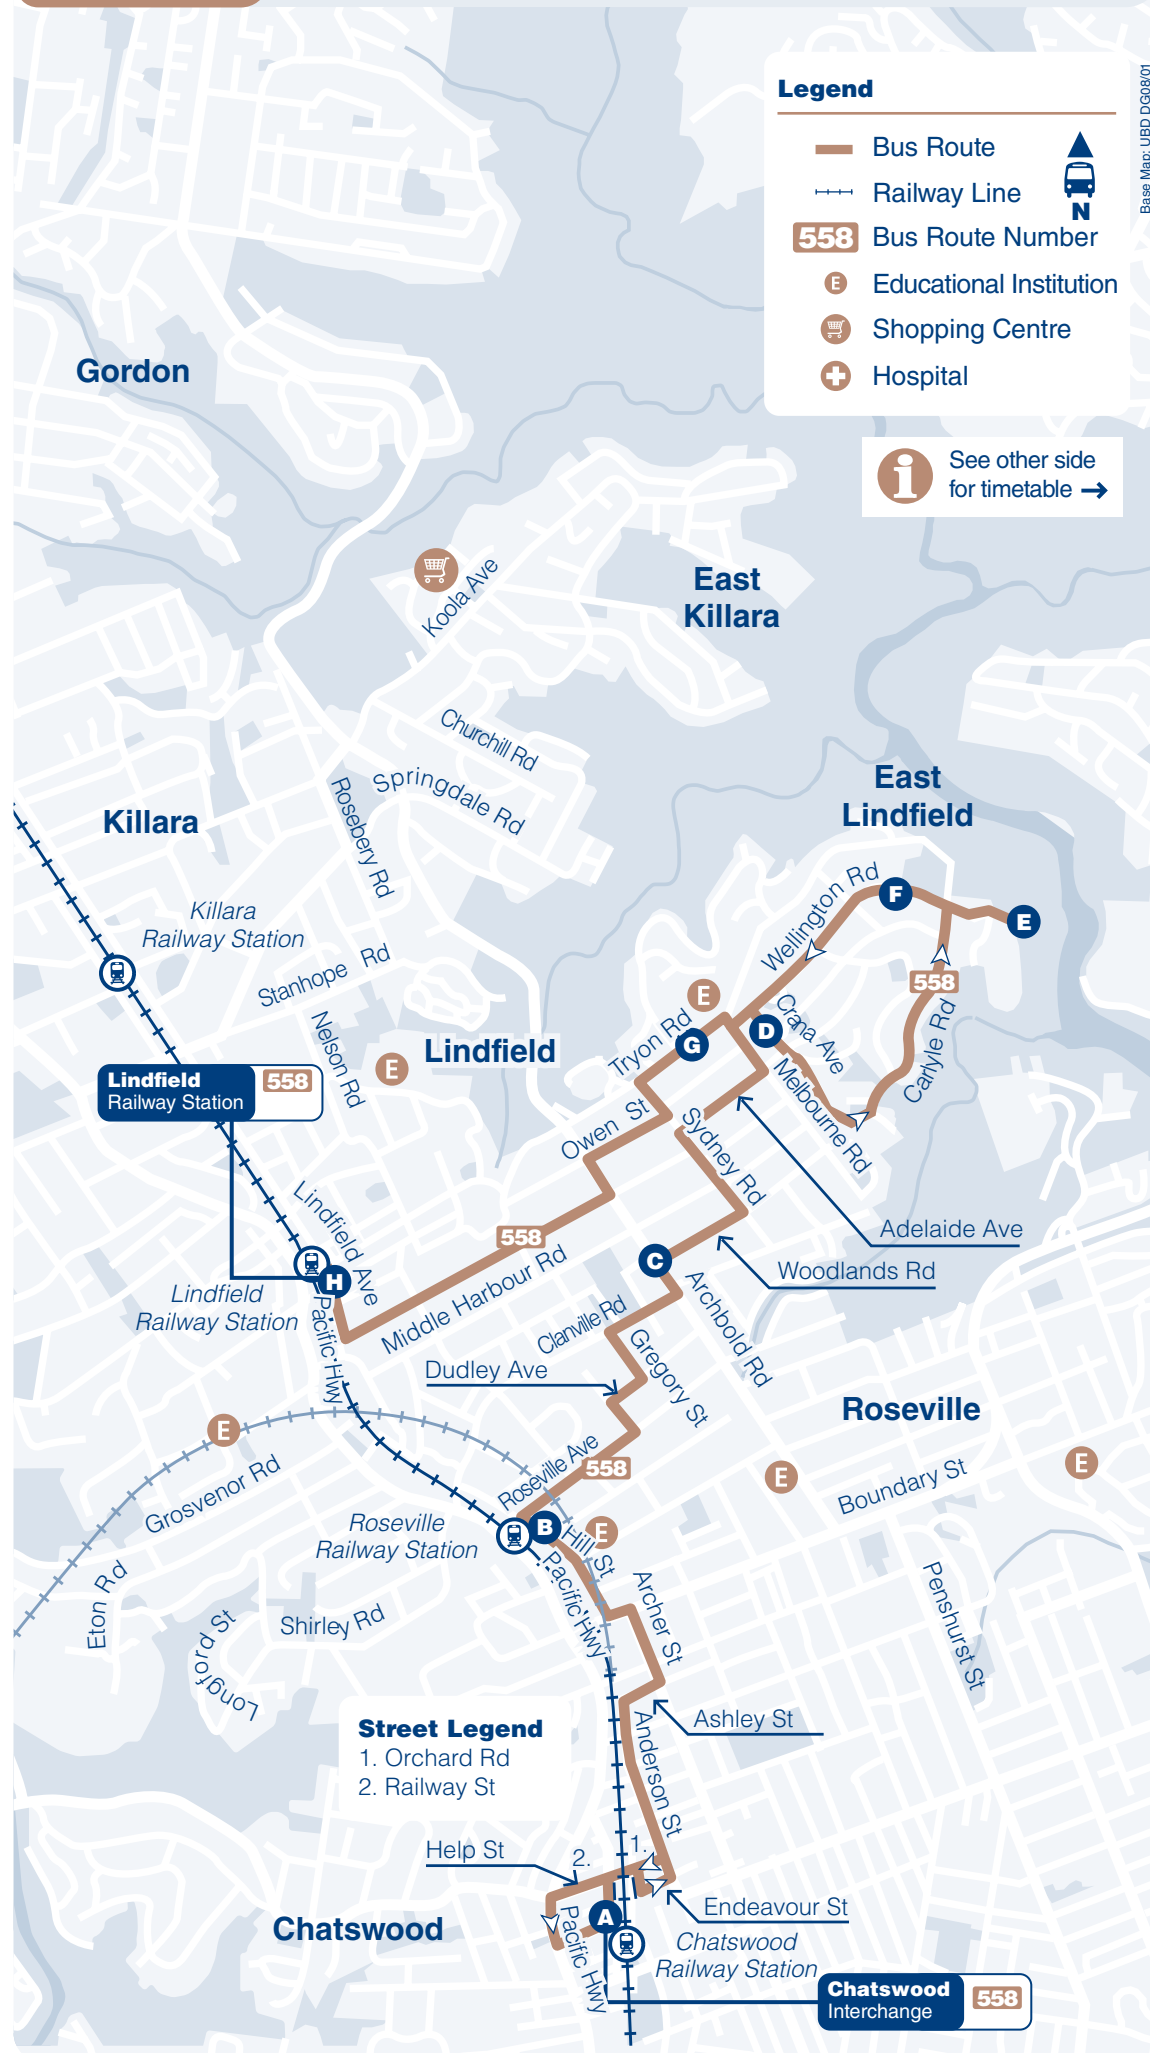 Legend
Bus Route
Railway Line
N
558 Bus Route Number
E Educational Institution
Shopping Centre
Hospital
Base Map: UBD DG08/01
i See other side
for timetable →
Gordon
Koola Ave
East
Killara
Churchill Rd
Springdale Rd
Rosebery Rd
Killara
East
Lindfield
Killara
Railway Station
Stanhope Rd
Nelson Rd
E
Lindfield
Wellington Rd
F
E
558
E
Tryon Rd
G
D
Crana Ave
Melbourne Rd
Carlyle Rd
Lindfield
Railway Station
558
Owen St
Sydney Rd
Adelaide Ave
Woodlands Rd
Lindfield Ave
558
C
H
Lindfield
Railway Station
Pacific Hwy
Middle Harbour Rd
Clanville Rd
Archbold Rd
Dudley Ave
Gregory St
Roseville
E
Grosvenor Rd
Roseville Ave
558
E
Boundary St
E
Roseville
Railway Station
B
Hill St
E
Pacific Hwy
Archer St
Penshurst St
Eton Rd
Longford St
Shirley Rd
Ashley St
Anderson St
Street Legend
1. Orchard Rd
2. Railway St
Help St
2.
1.
Endeavour St
A
Chatswood
Pacific Hwy
Chatswood
Railway Station
Chatswood
Interchange
558